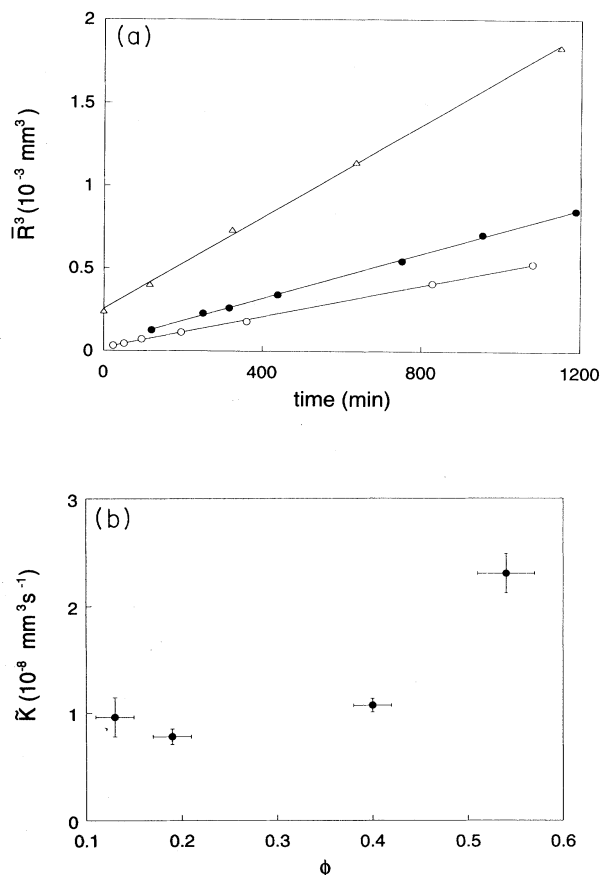 (a)
2
1.5
1
0.5
0
R̄³ (10⁻³ mm³)
0 400 800 1200
time (min)
(b)
3
2
1
0
K̃ (10⁻⁸ mm³s⁻¹)
0.1 0.2 0.3 0.4 0.5 0.6
ϕ